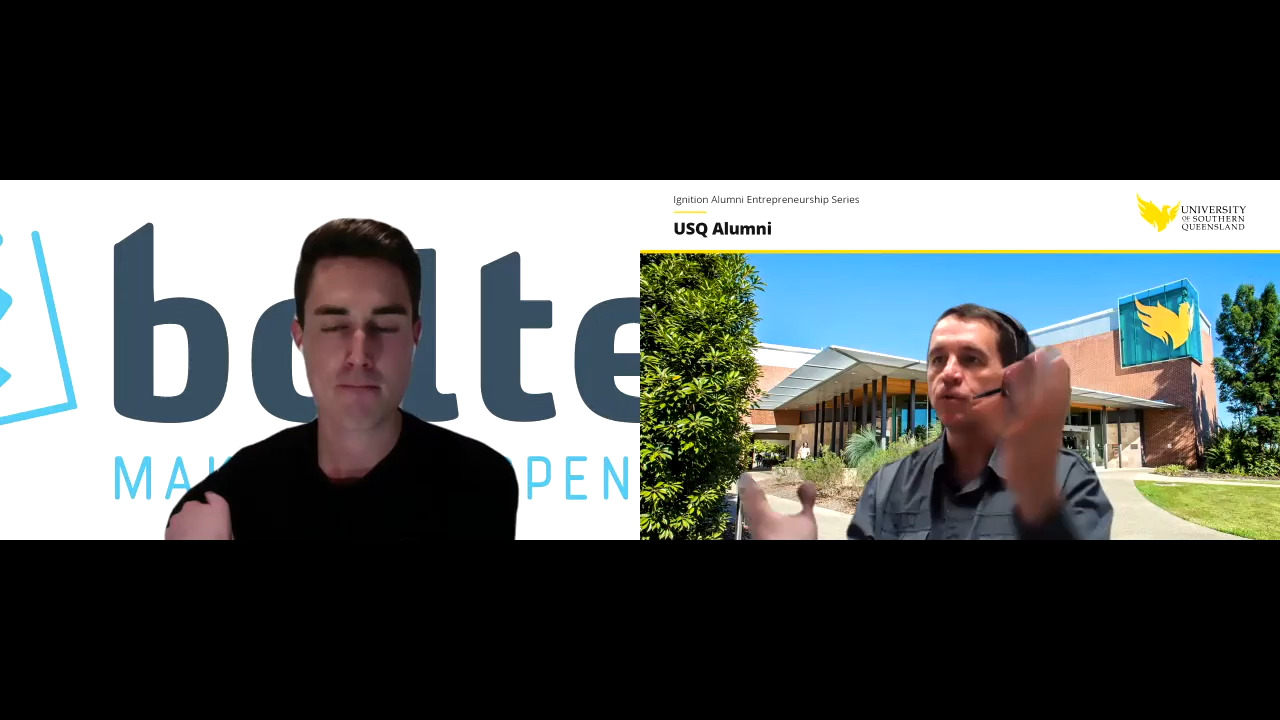 Ignition Alumni Entrepreneurship Series
USQ Alumni
UNIVERSITY
OF SOUTHERN
QUEENSLAND